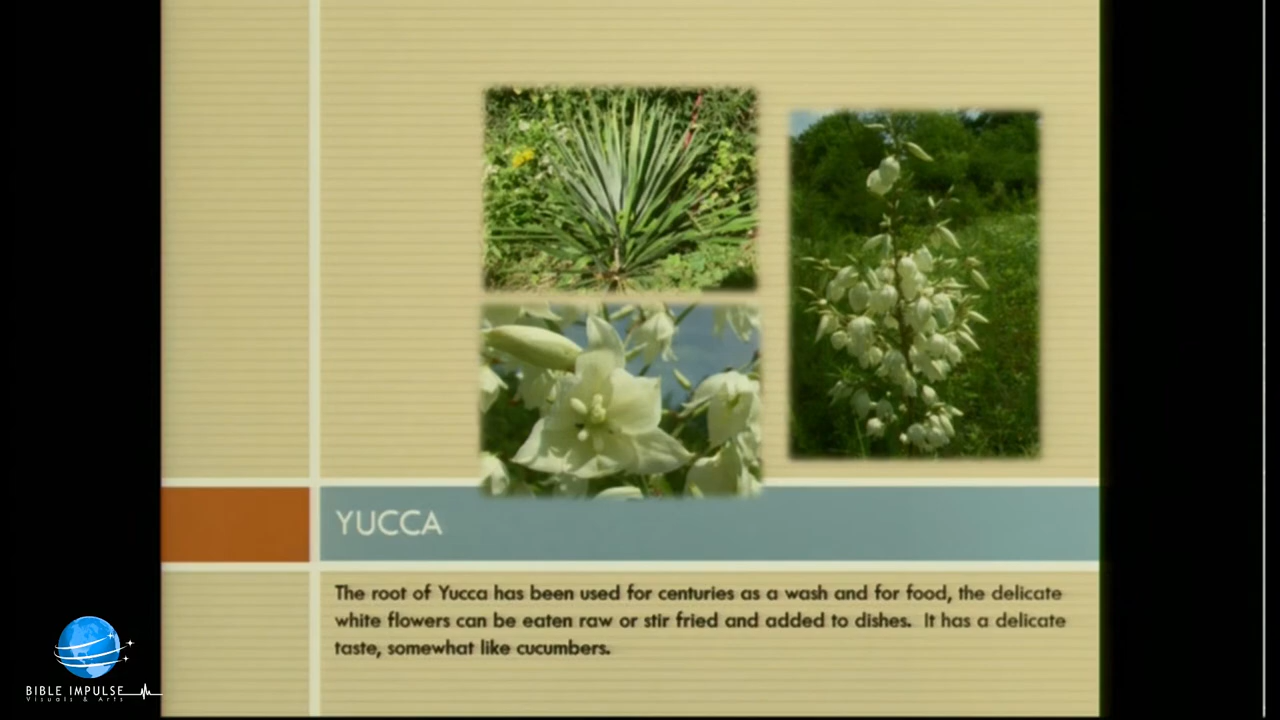 YUCCA
The root of Yucca has been used for centuries as a wash and for food, the delicate
white flowers can be eaten raw or stir fried and added to dishes.  It has a delicate
taste, somewhat like cucumbers.
BIBLE IMPULSE
Visuals & Arts